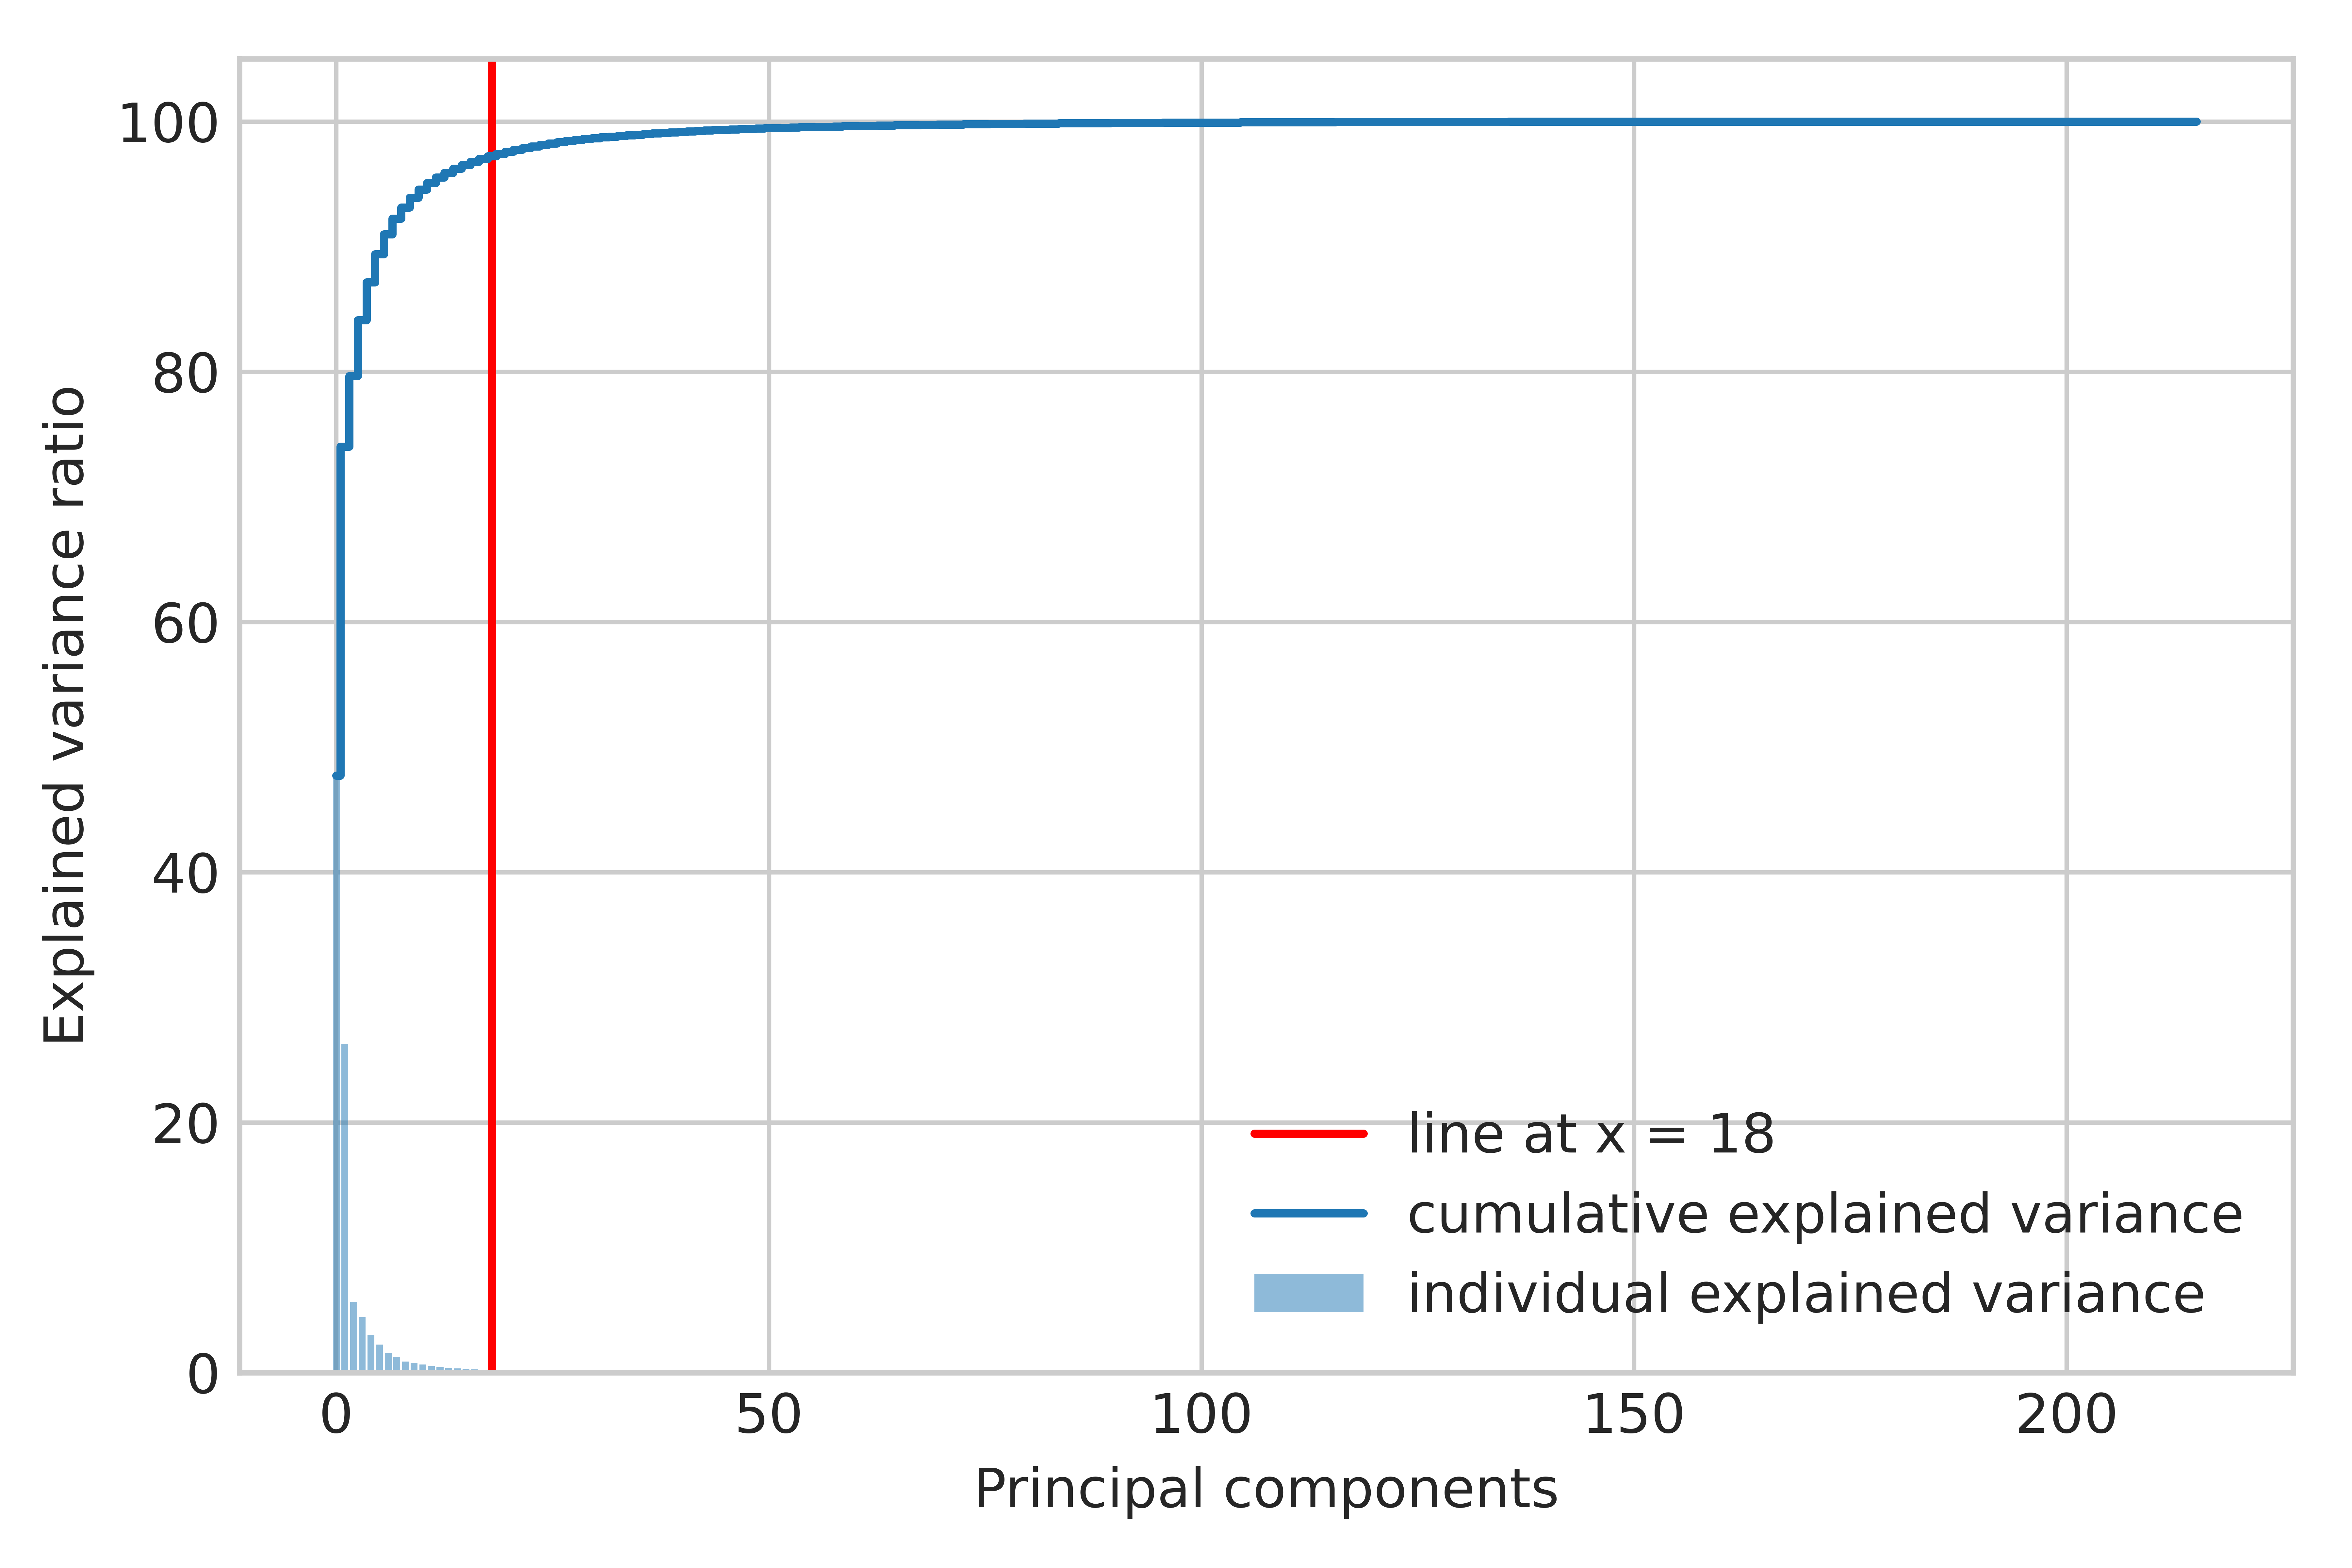 100
80
60
40
20
0
Explained variance ratio
line at x = 18
cumulative explained variance
individual explained variance
0 50 100 150 200
Principal components